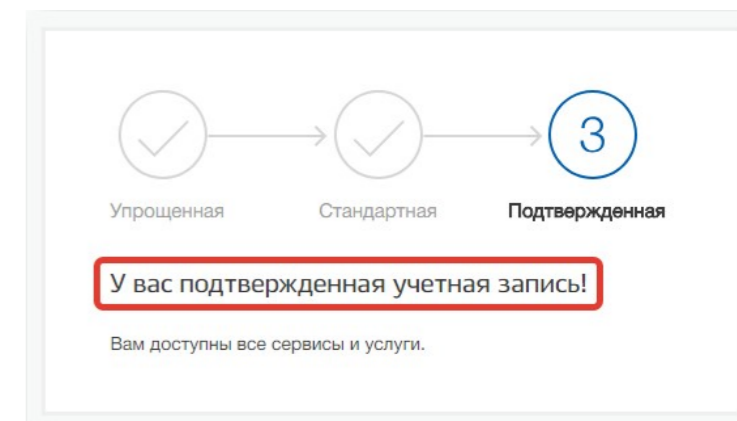 3
Упрощенная Стандартная Подтвержденная
У вас подтвержденная учетная запись!
Вам доступны все сервисы и услуги.